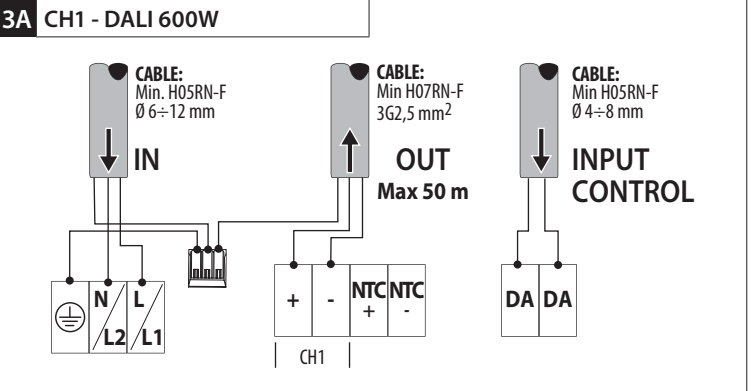 3A CH1 - DALI 600W
CABLE:
Min. H05RN-F
Ø 6÷12 mm
IN
CABLE:
Min H07RN-F
3G2,5 mm²
OUT
Max 50 m
CABLE:
Min H05RN-F
Ø 4÷8 mm
INPUT
CONTROL
N/L2 L/L1
+ - NTC+ NTC-
CH1
DA DA